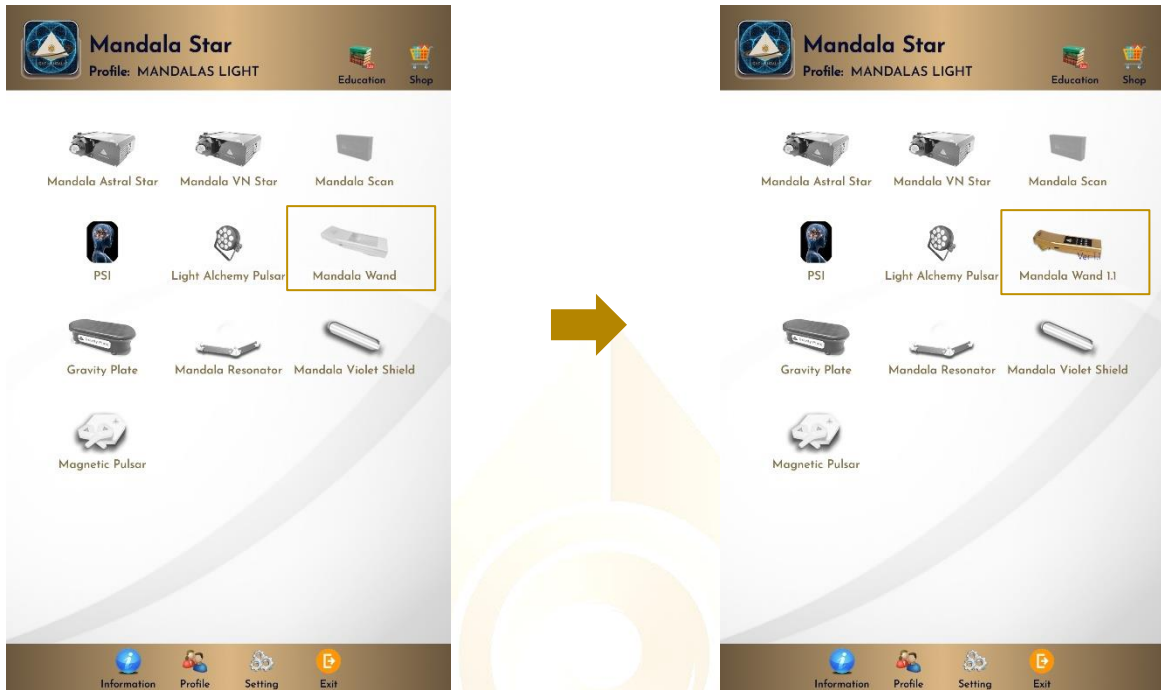 Mandala Star
Profile: MANDALAS LIGHT
Education
Shop
Mandala Astral Star
Mandala VN Star
Mandala Scan
PSI
Light Alchemy Pulsar
Mandala Wand
Gravity Plate
Mandala Resonator
Mandala Violet Shield
Magnetic Pulsar
Information
Profile
Setting
Exit
Mandala Star
Profile: MANDALAS LIGHT
Education
Shop
Mandala Astral Star
Mandala VN Star
Mandala Scan
PSI
Light Alchemy Pulsar
Ver 1.1
Mandala Wand 1.1
Gravity Plate
Mandala Resonator
Mandala Violet Shield
Magnetic Pulsar
Information
Profile
Setting
Exit